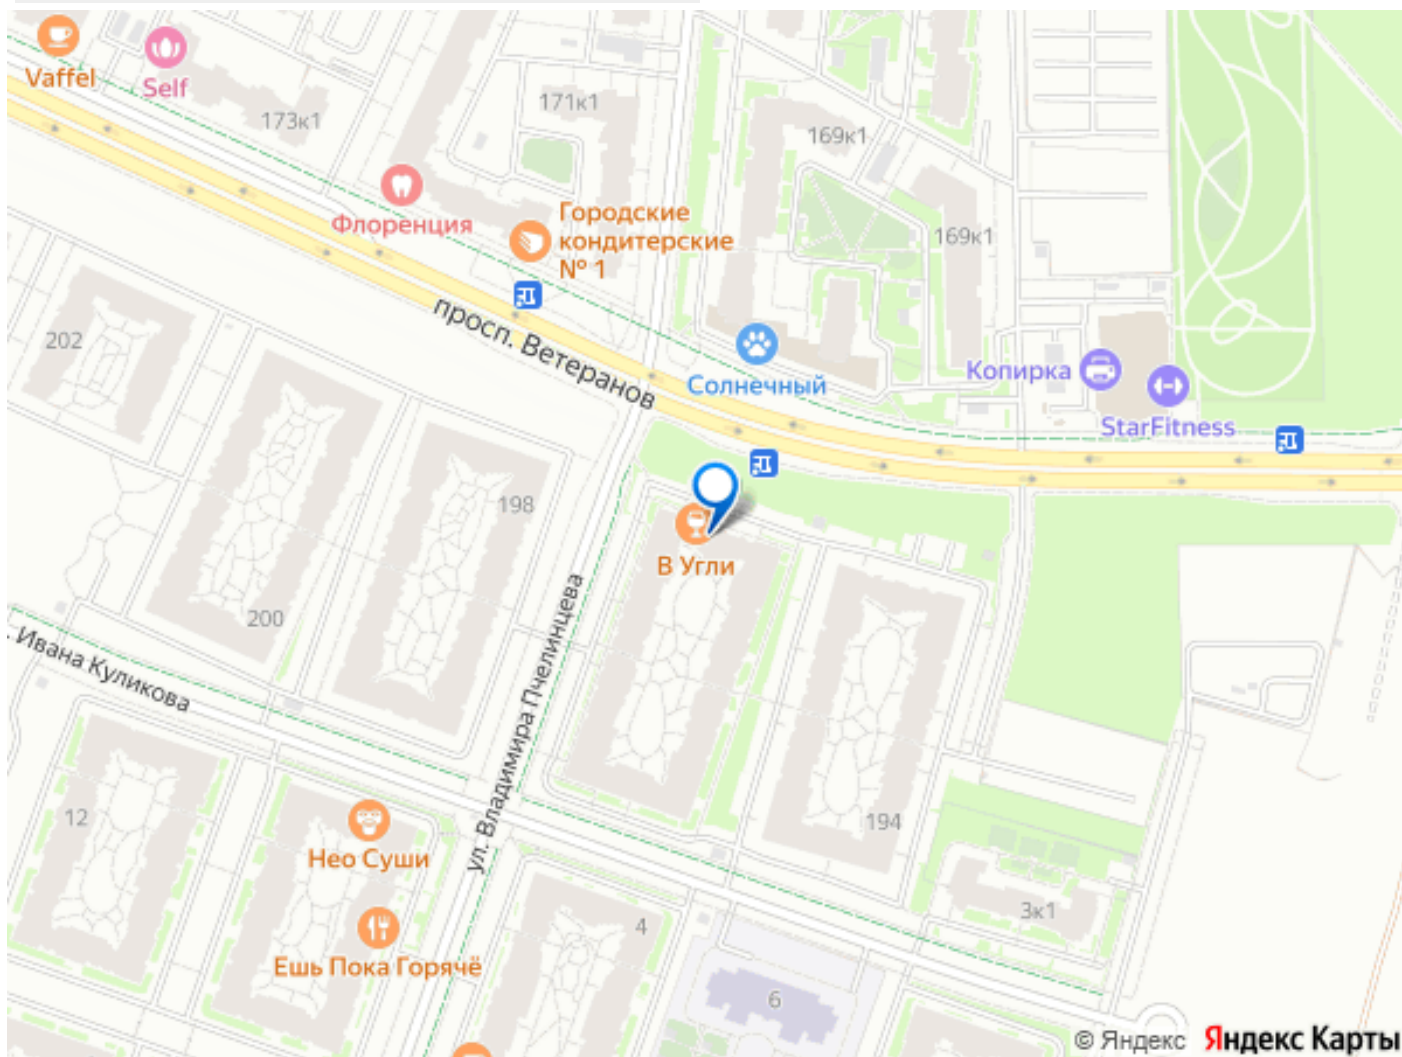 Vaffel
Self
173к1
171к1
169к1
Флоренция
Городские
кондитерские
№ 1
169к1
202
просп. Ветеранов
Солнечный
Копирка
StarFitness
198
В Угли
200
. Ивана Куликова
ул. Владимира Пчелинцева
12
Нео Суши
194
Ешь Пока Горячё
4
3к1
6
© Яндекс Яндекс Карты